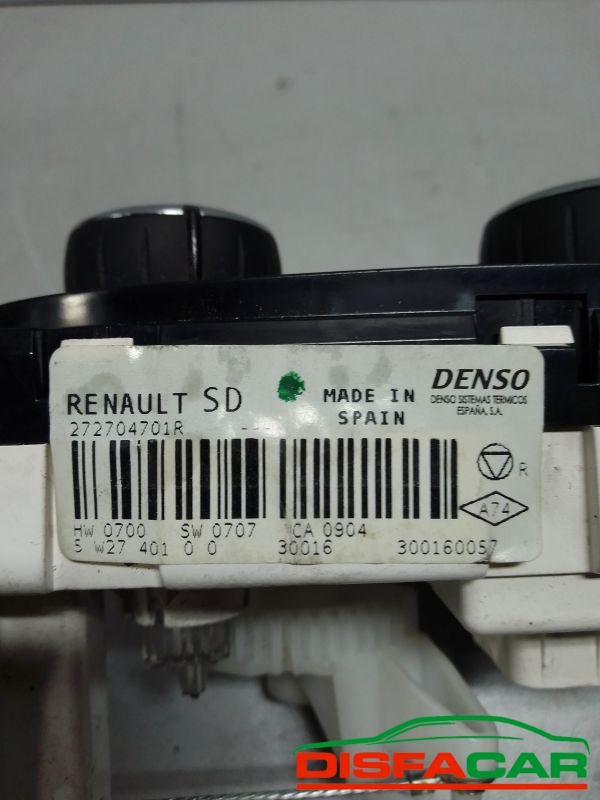 RENAULT SD
MADE IN
SPAIN
DENSO
DENSO SISTEMAS TERMICOS
ESPAÑA, S.A.
272704701R ---
R
A74
HW 0700 SW 0707 CA 0904
S W27 401 0 0 30016 300160057
DISFACAR